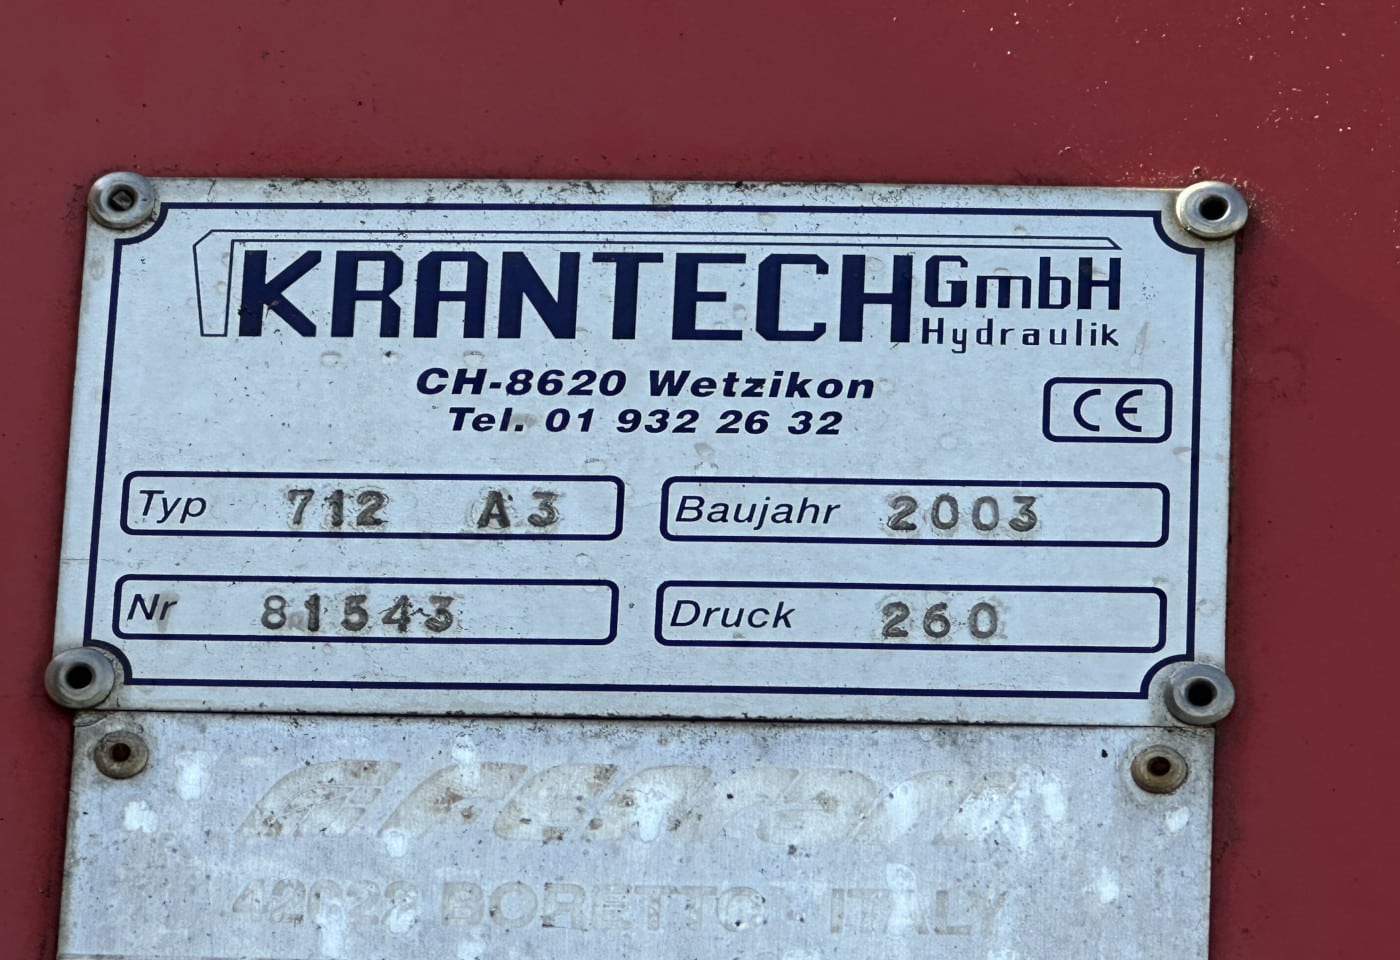 KRANTECH GmbH
Hydraulik
CH-8620 Wetzikon
Tel. 01 932 26 32
CE
Typ 712 A3
Baujahr 2003
Nr 81543
Druck 260
42022 BORETTO ITALY